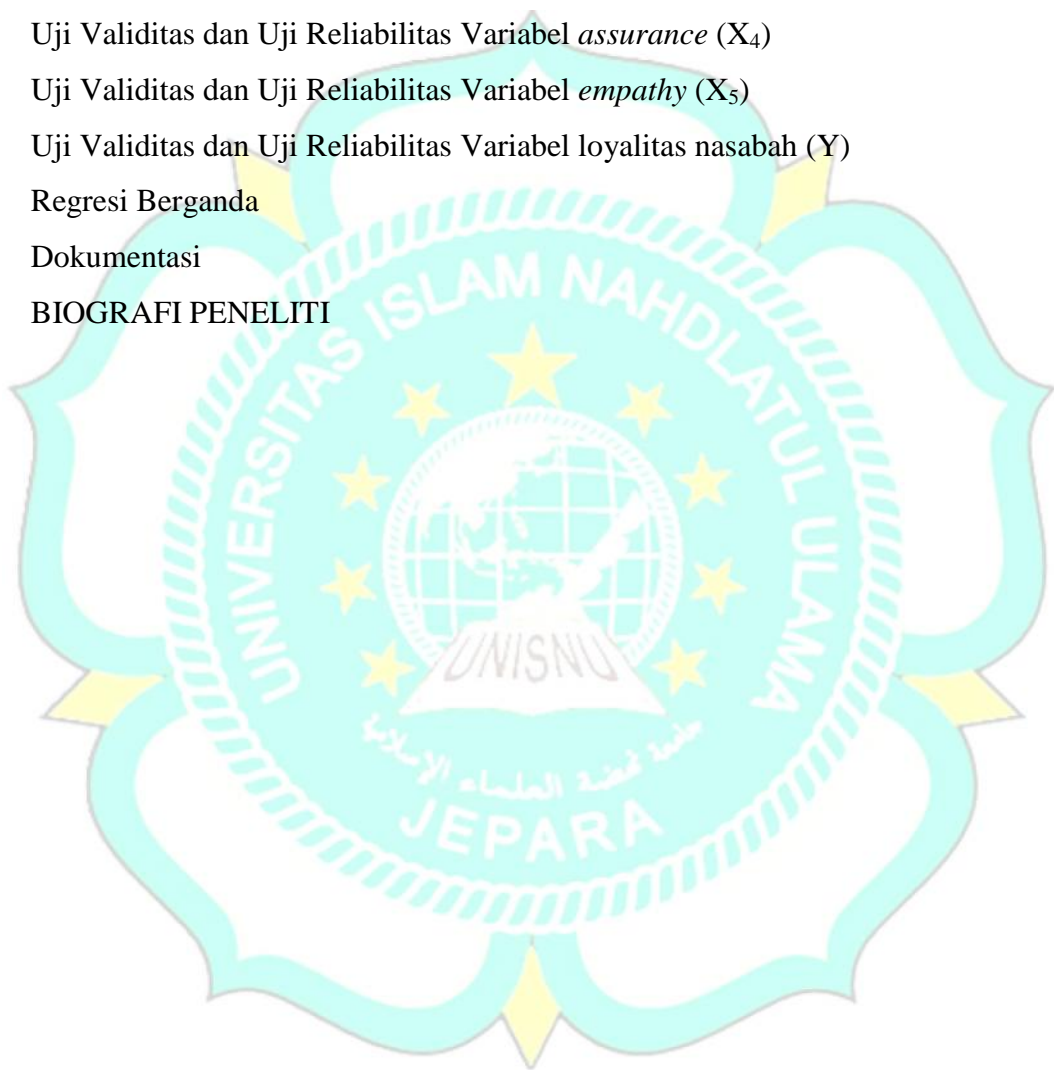 Uji Validitas dan Uji Reliabilitas Variabel assurance (X₄)
Uji Validitas dan Uji Reliabilitas Variabel empathy (X₅)
Uji Validitas dan Uji Reliabilitas Variabel loyalitas nasabah (Y)
Regresi Berganda
Dokumentasi
BIOGRAFI PENELITI
UNIVERSITAS ISLAM NAHDLATUL ULAMA
UNISNU
JEPARA